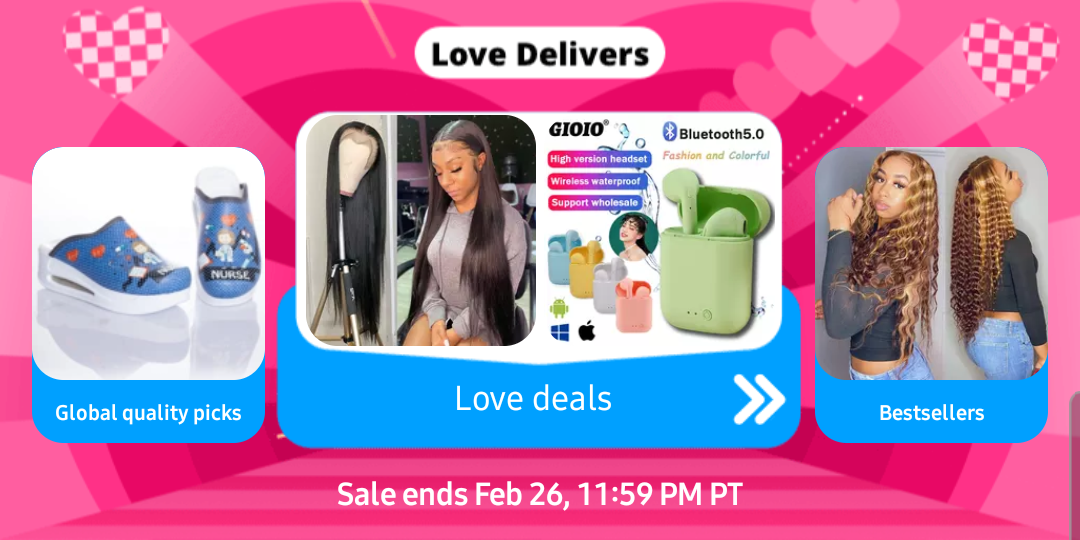 Love Delivers
GIOIO®
Bluetooth5.0
High version headset
Fashion and Colorful
Wireless waterproof
Support wholesale
NURSE
Global quality picks
Love deals
Bestsellers
Sale ends Feb 26, 11:59 PM PT